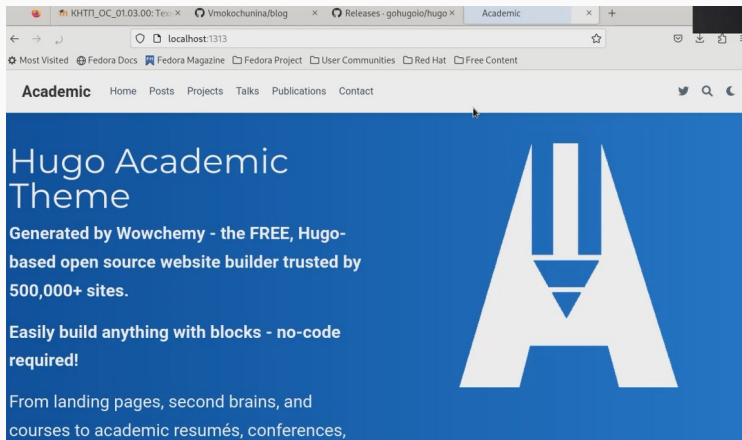 КНТП_ОС_01.03.00: Тех
Vmokochunina/blog
Releases · gohugoio/hugo
Academic
localhost:1313
Most Visited Fedora Docs Fedora Magazine Fedora Project User Communities Red Hat Free Content
Academic Home Posts Projects Talks Publications Contact
Hugo Academic
Theme
Generated by Wowchemy - the FREE, Hugo-
based open source website builder trusted by
500,000+ sites.
Easily build anything with blocks - no-code
required!
From landing pages, second brains, and
courses to academic resumés, conferences,